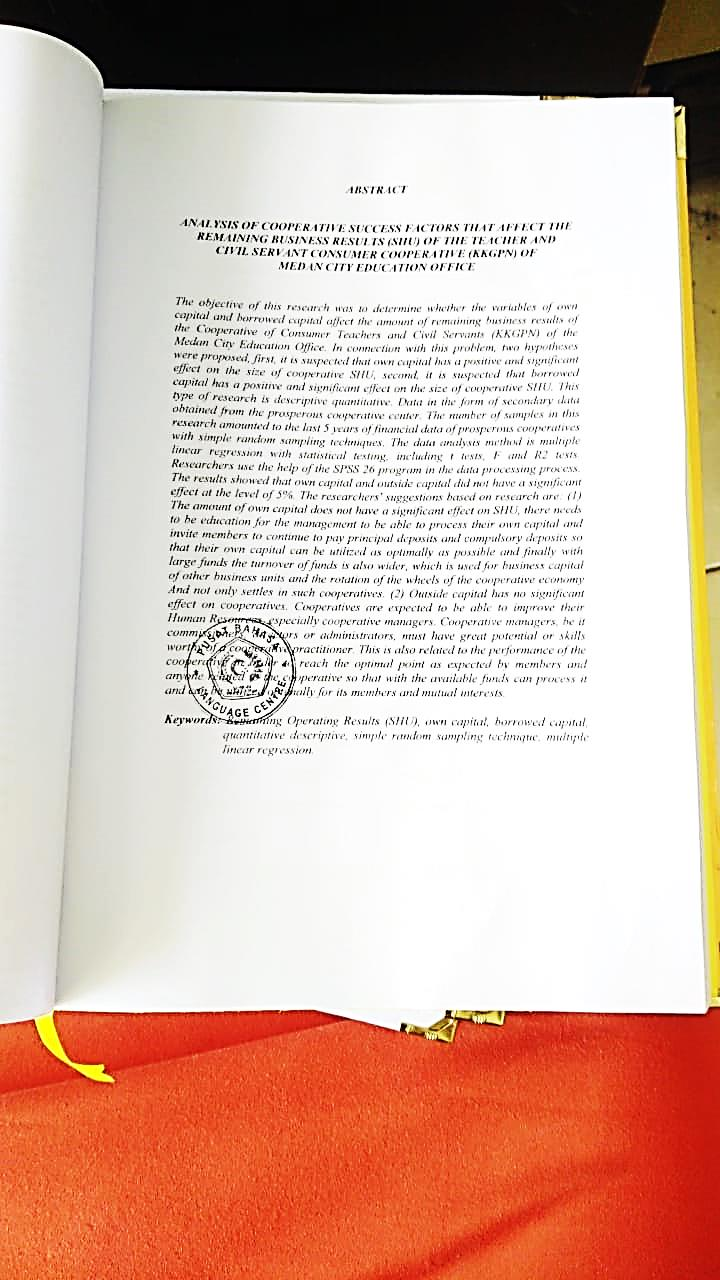 ABSTRACT
ANALYSIS OF COOPERATIVE SUCCESS FACTORS THAT AFFECT THE
REMAINING BUSINESS RESULTS (SHU) OF THE TEACHER AND
CIVIL SERVANT CONSUMER COOPERATIVE (KKGPN) OF
MEDAN CITY EDUCATION OFFICE
The objective of this research was to determine whether the variables of own
capital and borrowed capital affect the amount of remaining business results of
the Cooperative of Consumer Teachers and Civil Servants (KKGPN) of the
Medan City Education Office. In connection with this problem, two hypotheses
were proposed, first, it is suspected that own capital has a positive and significant
effect on the size of cooperative SHU, second, it is suspected that borrowed
capital has a positive and significant effect on the size of cooperative SHU. This
type of research is descriptive quantitative. Data in the form of secondary data
obtained from the prosperous cooperative center. The number of samples in this
research amounted to the last 5 years of financial data of prosperous cooperatives
with simple random sampling techniques. The data analysis method is multiple
linear regression with statistical testing, including t tests, F and R2 tests.
Researchers use the help of the SPSS 26 program in the data processing process.
The results showed that own capital and outside capital did not have a significant
effect at the level of 5%. The researchers' suggestions based on research are: (1)
The amount of own capital does not have a significant effect on SHU, there needs
to be education for the management to be able to process their own capital and
invite members to continue to pay principal deposits and compulsory deposits so
that their own capital can be utilized as optimally as possible and finally with
large funds the turnover of funds is also wider, which is used for business capital
of other business units and the rotation of the wheels of the cooperative economy
And not only settles in such cooperatives. (2) Outside capital has no significant
effect on cooperatives. Cooperatives are expected to be able to improve their
Human Resources, especially cooperative managers. Cooperative managers, be it
or administrators, must have great potential or skills
of a cooperative practitioner. This is also related to the performance of the
cooperative in order to reach the optimal point as expected by members and
anyone related to the cooperative so that with the available funds can process it
and can be utilized optimally for its members and mutual interests.
PUSAT BAHASA
LANGUAGE CENTRE
Keywords: Remaining Operating Results (SHU), own capital, borrowed capital,
quantitative descriptive, simple random sampling technique, multiple
linear regression.